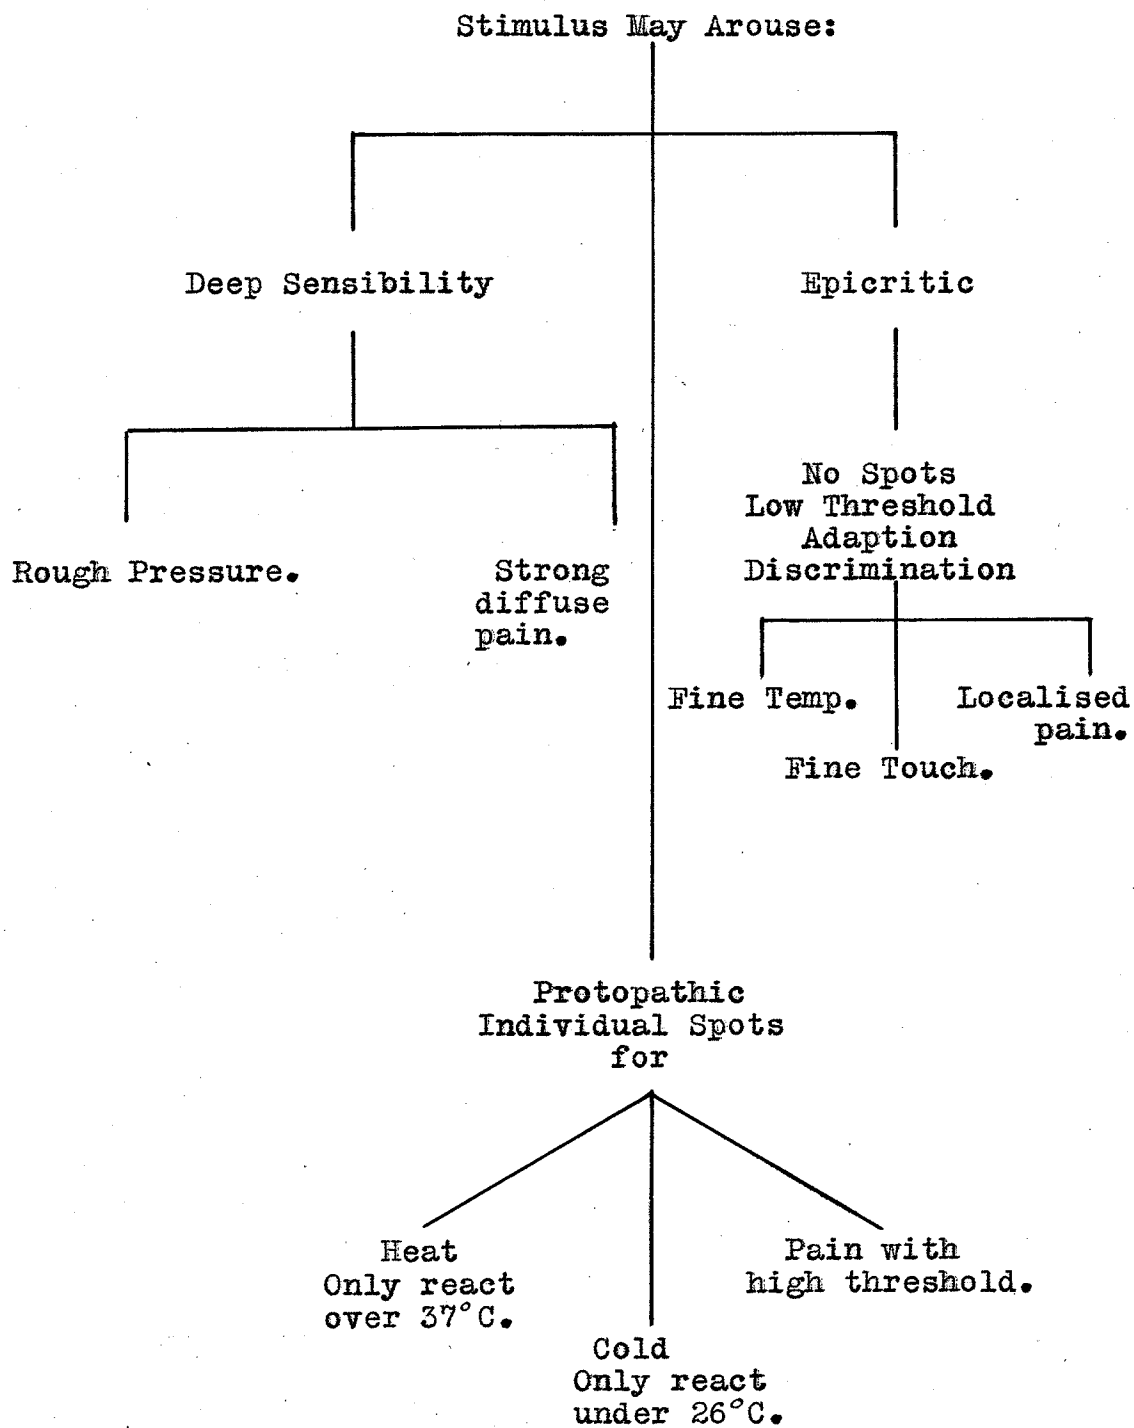 Stimulus May Arouse:
Deep Sensibility
Epicritic
No Spots
Low Threshold
Adaption
Discrimination
Rough Pressure.
Strong
diffuse
pain.
Fine Temp.
Localised
pain.
Fine Touch.
Protopathic
Individual Spots
for
Heat
Only react
over 37°C.
Pain with
high threshold.
Cold
Only react
under 26°C.